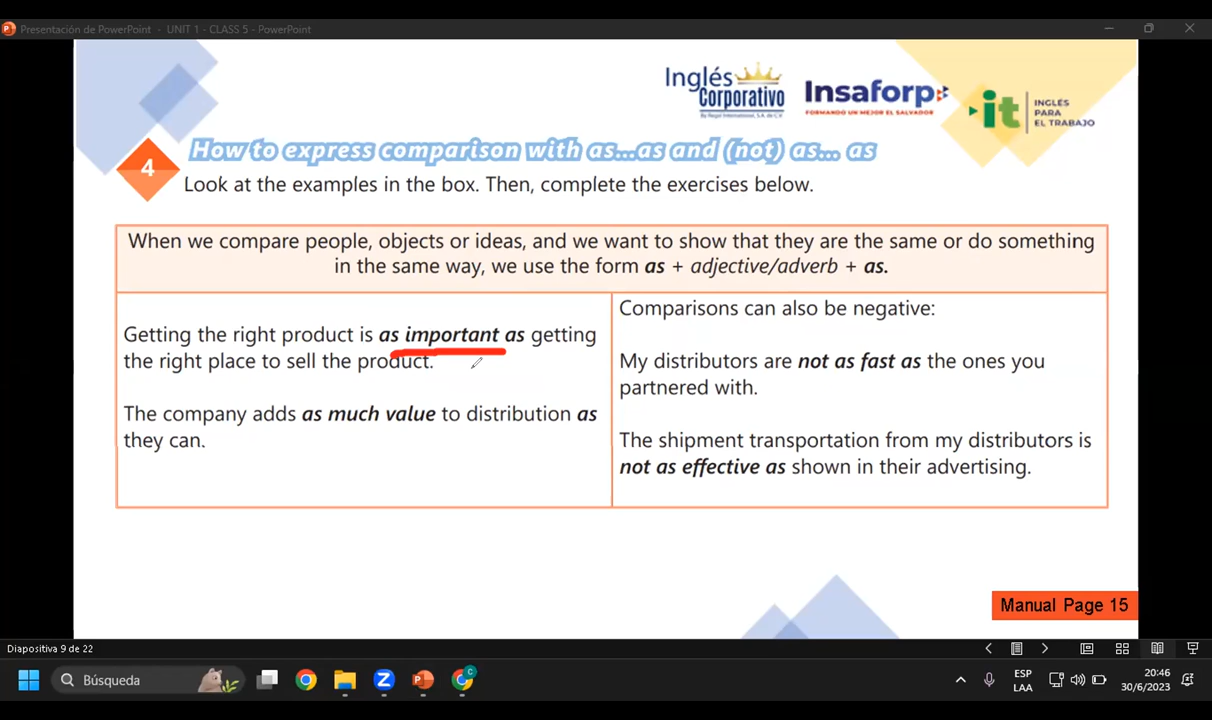 Presentación de PowerPoint - UNIT 1 - CLASS 5 - PowerPoint
Inglés
Corporativo
By Regal International, S.A. de C.V.
Insaforp
FORMANDO UN MEJOR EL SALVADOR
it
INGLÉS
PARA
EL TRABAJO
4
How to express comparison with as...as and (not) as... as
Look at the examples in the box. Then, complete the exercises below.
When we compare people, objects or ideas, and we want to show that they are the same or do something
in the same way, we use the form as + adjective/adverb + as.
Getting the right product is as important as getting
the right place to sell the product.
The company adds as much value to distribution as
they can.
Comparisons can also be negative:
My distributors are not as fast as the ones you
partnered with.
The shipment transportation from my distributors is
not as effective as shown in their advertising.
Manual Page 15
Diapositiva 9 de 22
Búsqueda
ESP
LAA
20:46
30/6/2023